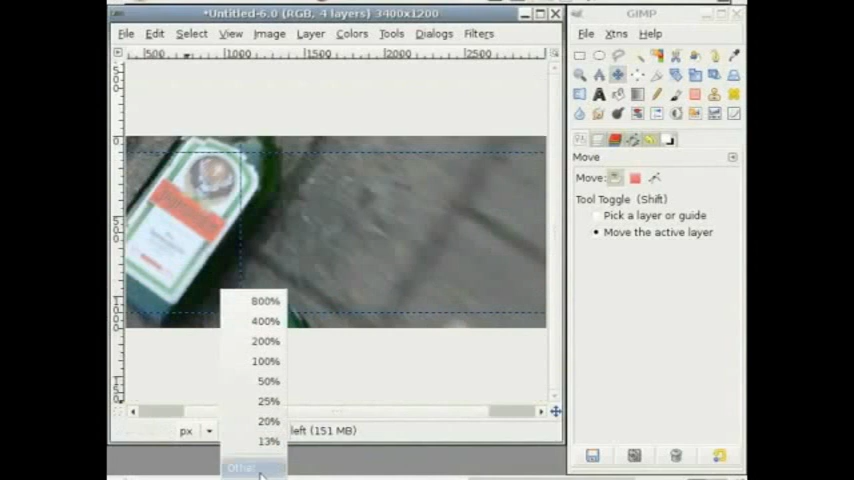 *Untitled-6.0 (RGB, 4 layers) 3400x1200
GIMP
File Edit Select View Image Layer Colors Tools Dialogs Filters
File Xtns Help
500 1000 1500 2000 2500
Move
Move:
Tool Toggle (Shift)
Pick a layer or guide
Move the active layer
800%
400%
200%
100%
50%
25%
20%
13%
px
left (151 MB)
Other